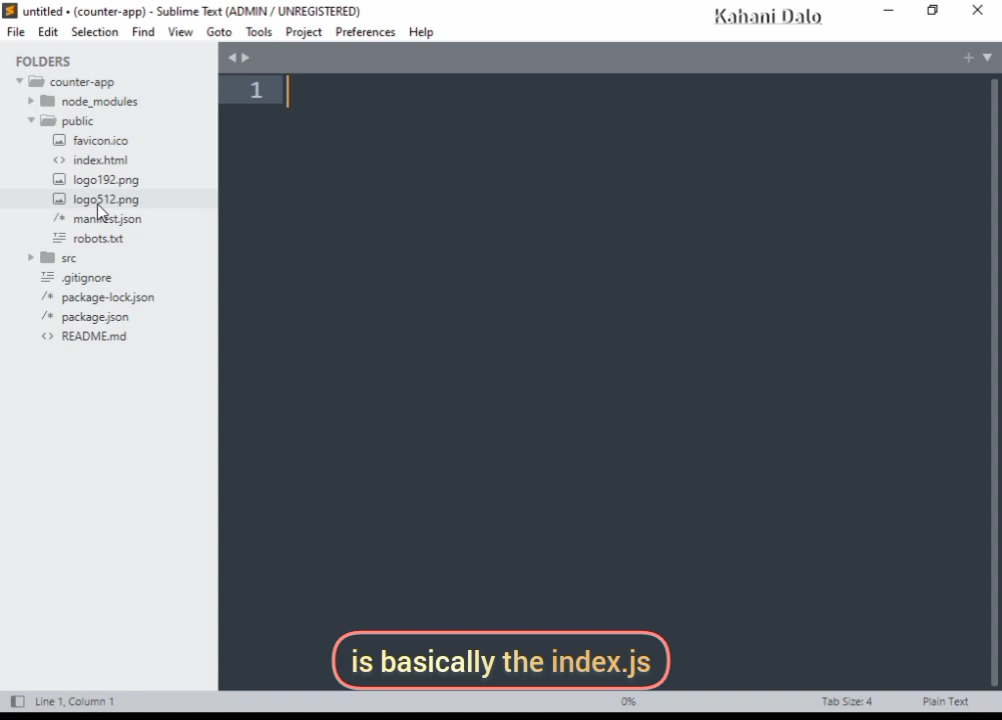 untitled • (counter-app) - Sublime Text (ADMIN / UNREGISTERED)
Kahani Dalo
File Edit Selection Find View Goto Tools Project Preferences Help
FOLDERS
counter-app
node_modules
public
favicon.ico
index.html
logo192.png
logo512.png
manifest.json
robots.txt
src
.gitignore
package-lock.json
package.json
README.md
1
is basically the index.js
Line 1, Column 1 0% Tab Size: 4 Plain Text